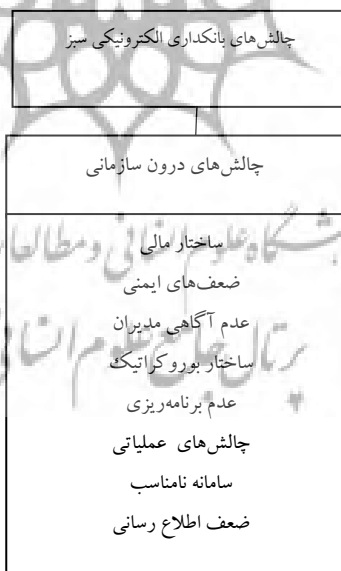 چالش‌های بانکداری الکترونیکی سبز
چالش‌های درون سازمانی
ساختار مالی
ضعف‌های ایمنی
عدم آگاهی مدیران
ساختار بوروکراتیک
عدم برنامه‌ریزی
چالش‌های عملیاتی
سامانه نامناسب
ضعف اطلاع رسانی